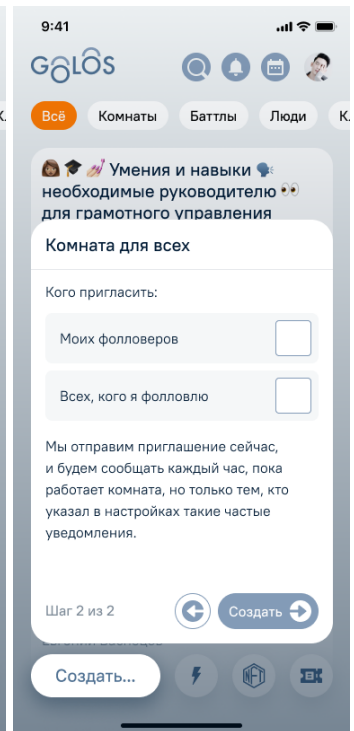 9:41
GOLOS
Всё
Комнаты
Баттлы
Люди
К
Умения и навыки
необходимые руководителю
для грамотного управления
Комната для всех
Кого пригласить:
Моих фолловеров
Всех, кого я фолловлю
Мы отправим приглашение сейчас,
и будем сообщать каждый час, пока
работает комната, но только тем, кто
указал в настройках такие частые
уведомления.
Шаг 2 из 2
Создать
Создать...
NFT